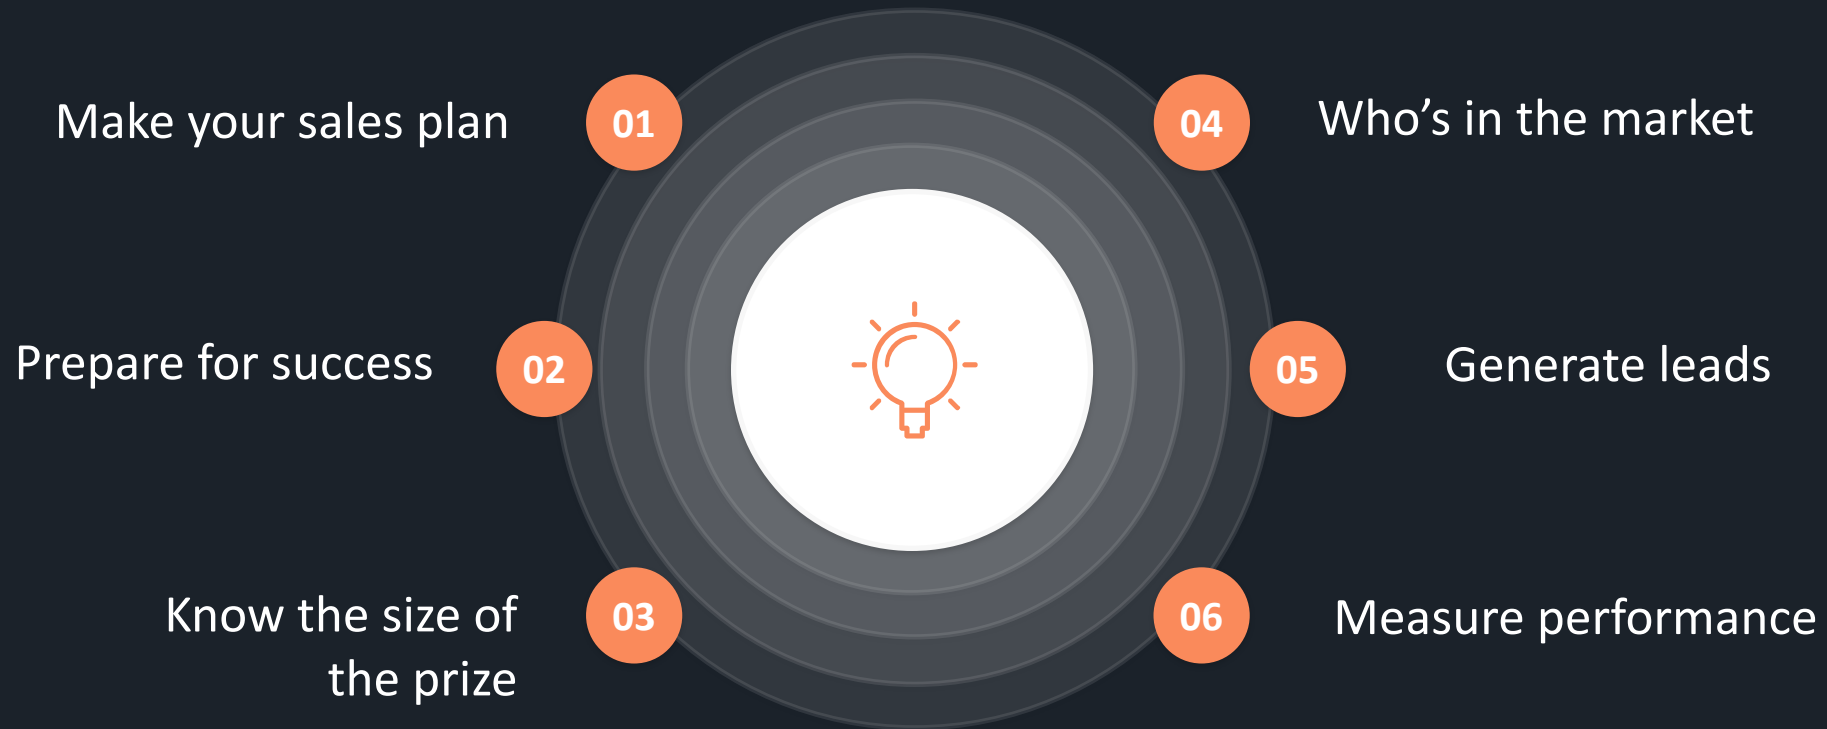 01
Make your sales plan
02
Prepare for success
03
Know the size of
the prize
04
Who’s in the market
05
Generate leads
06
Measure performance